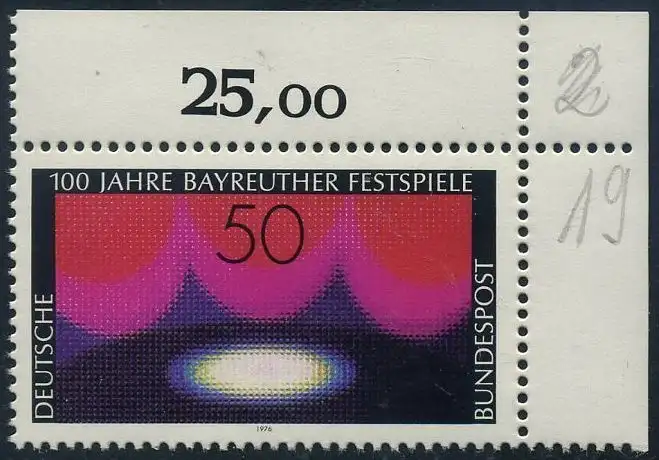 25,00
2
19
100 JAHRE BAYREUTHER FESTSPIELE
50
DEUTSCHE
BUNDESPOST
1976